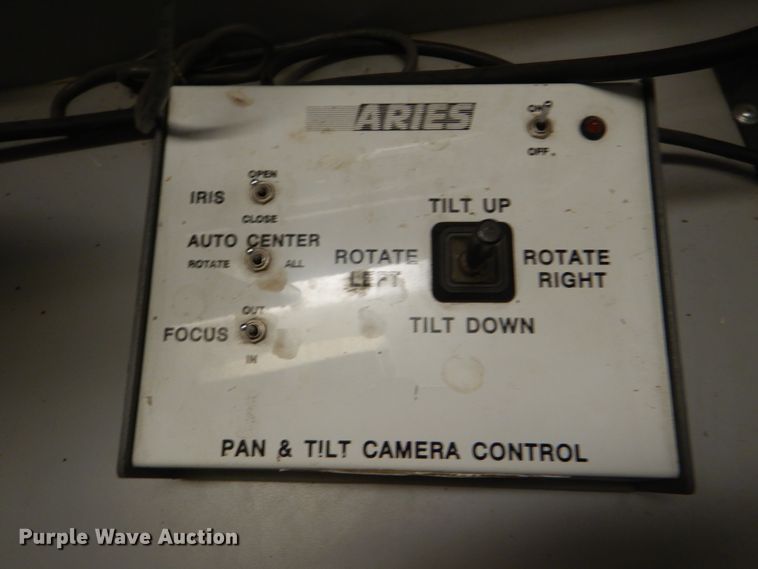 ARIES
ON
OFF
OPEN
IRIS
CLOSE
TILT UP
AUTO CENTER
ROTATE ALL
ROTATE LEFT
ROTATE RIGHT
TILT DOWN
OUT
FOCUS
IN
PAN & TILT CAMERA CONTROL
Purple Wave Auction®